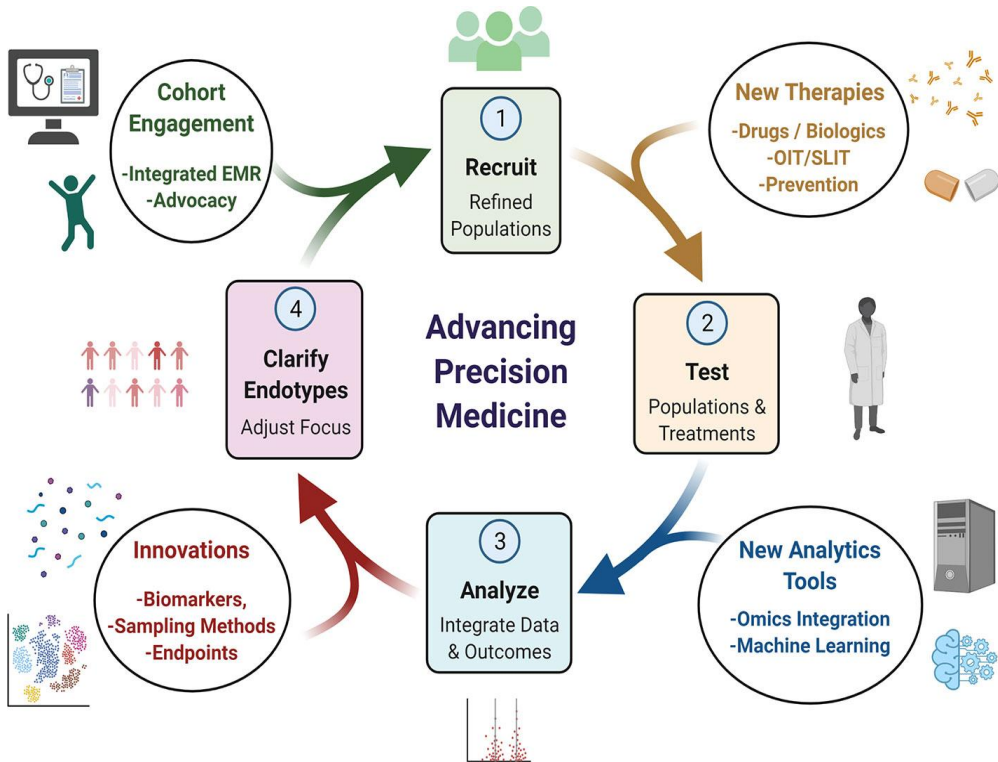 Cohort
Engagement
-Integrated EMR
-Advocacy
1
Recruit
Refined
Populations
New Therapies
-Drugs / Biologics
-OIT/SLIT
-Prevention
4
Clarify
Endotypes
Adjust Focus
Advancing
Precision
Medicine
2
Test
Populations &
Treatments
Innovations
-Biomarkers,
-Sampling Methods
-Endpoints
3
Analyze
Integrate Data
& Outcomes
New Analytics
Tools
-Omics Integration
-Machine Learning